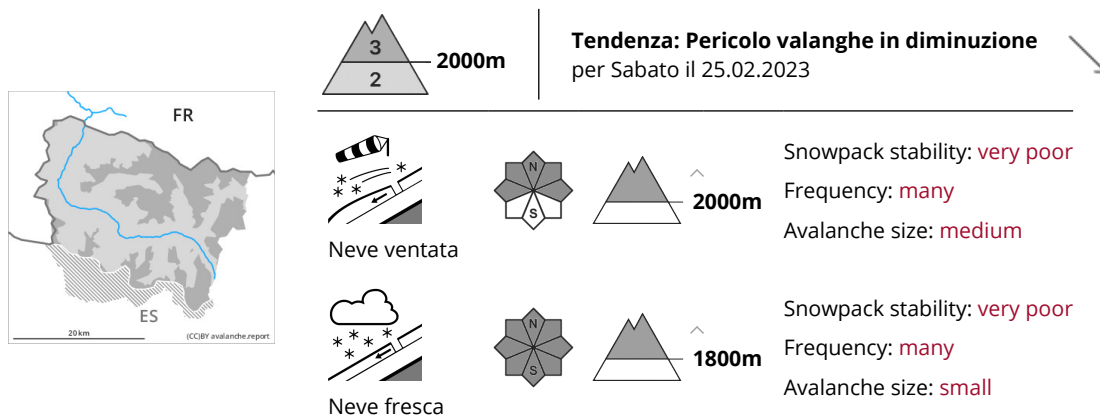 FR
ES
20 km
(CC)BY avalanche.report
3
2
2000m
Tendenza: Pericolo valanghe in diminuzione
per Sabato il 25.02.2023
N
S
2000m
Neve ventata
Snowpack stability: very poor
Frequency: many
Avalanche size: medium
N
S
1800m
Neve fresca
Snowpack stability: very poor
Frequency: many
Avalanche size: small